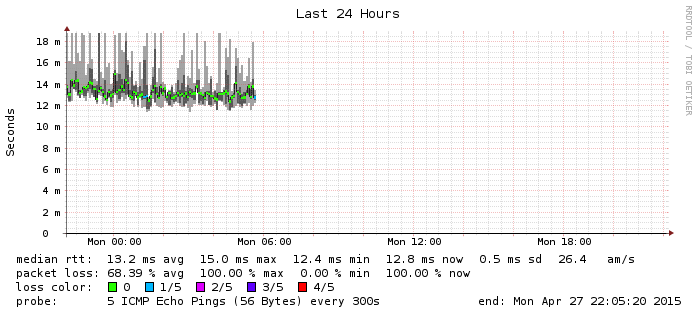 Last 24 Hours
RRDTOOL / TOBI OETIKER
Seconds
18 m
16 m
14 m
12 m
10 m
8 m
6 m
4 m
2 m
0
Mon 00:00 Mon 06:00 Mon 12:00 Mon 18:00
median rtt: 13.2 ms avg 15.0 ms max 12.4 ms min 12.8 ms now 0.5 ms sd 26.4 am/s
packet loss: 68.39 % avg 100.00 % max 0.00 % min 100.00 % now
loss color: 0 1/5 2/5 3/5 4/5
probe: 5 ICMP Echo Pings (56 Bytes) every 300s end: Mon Apr 27 22:05:20 2015